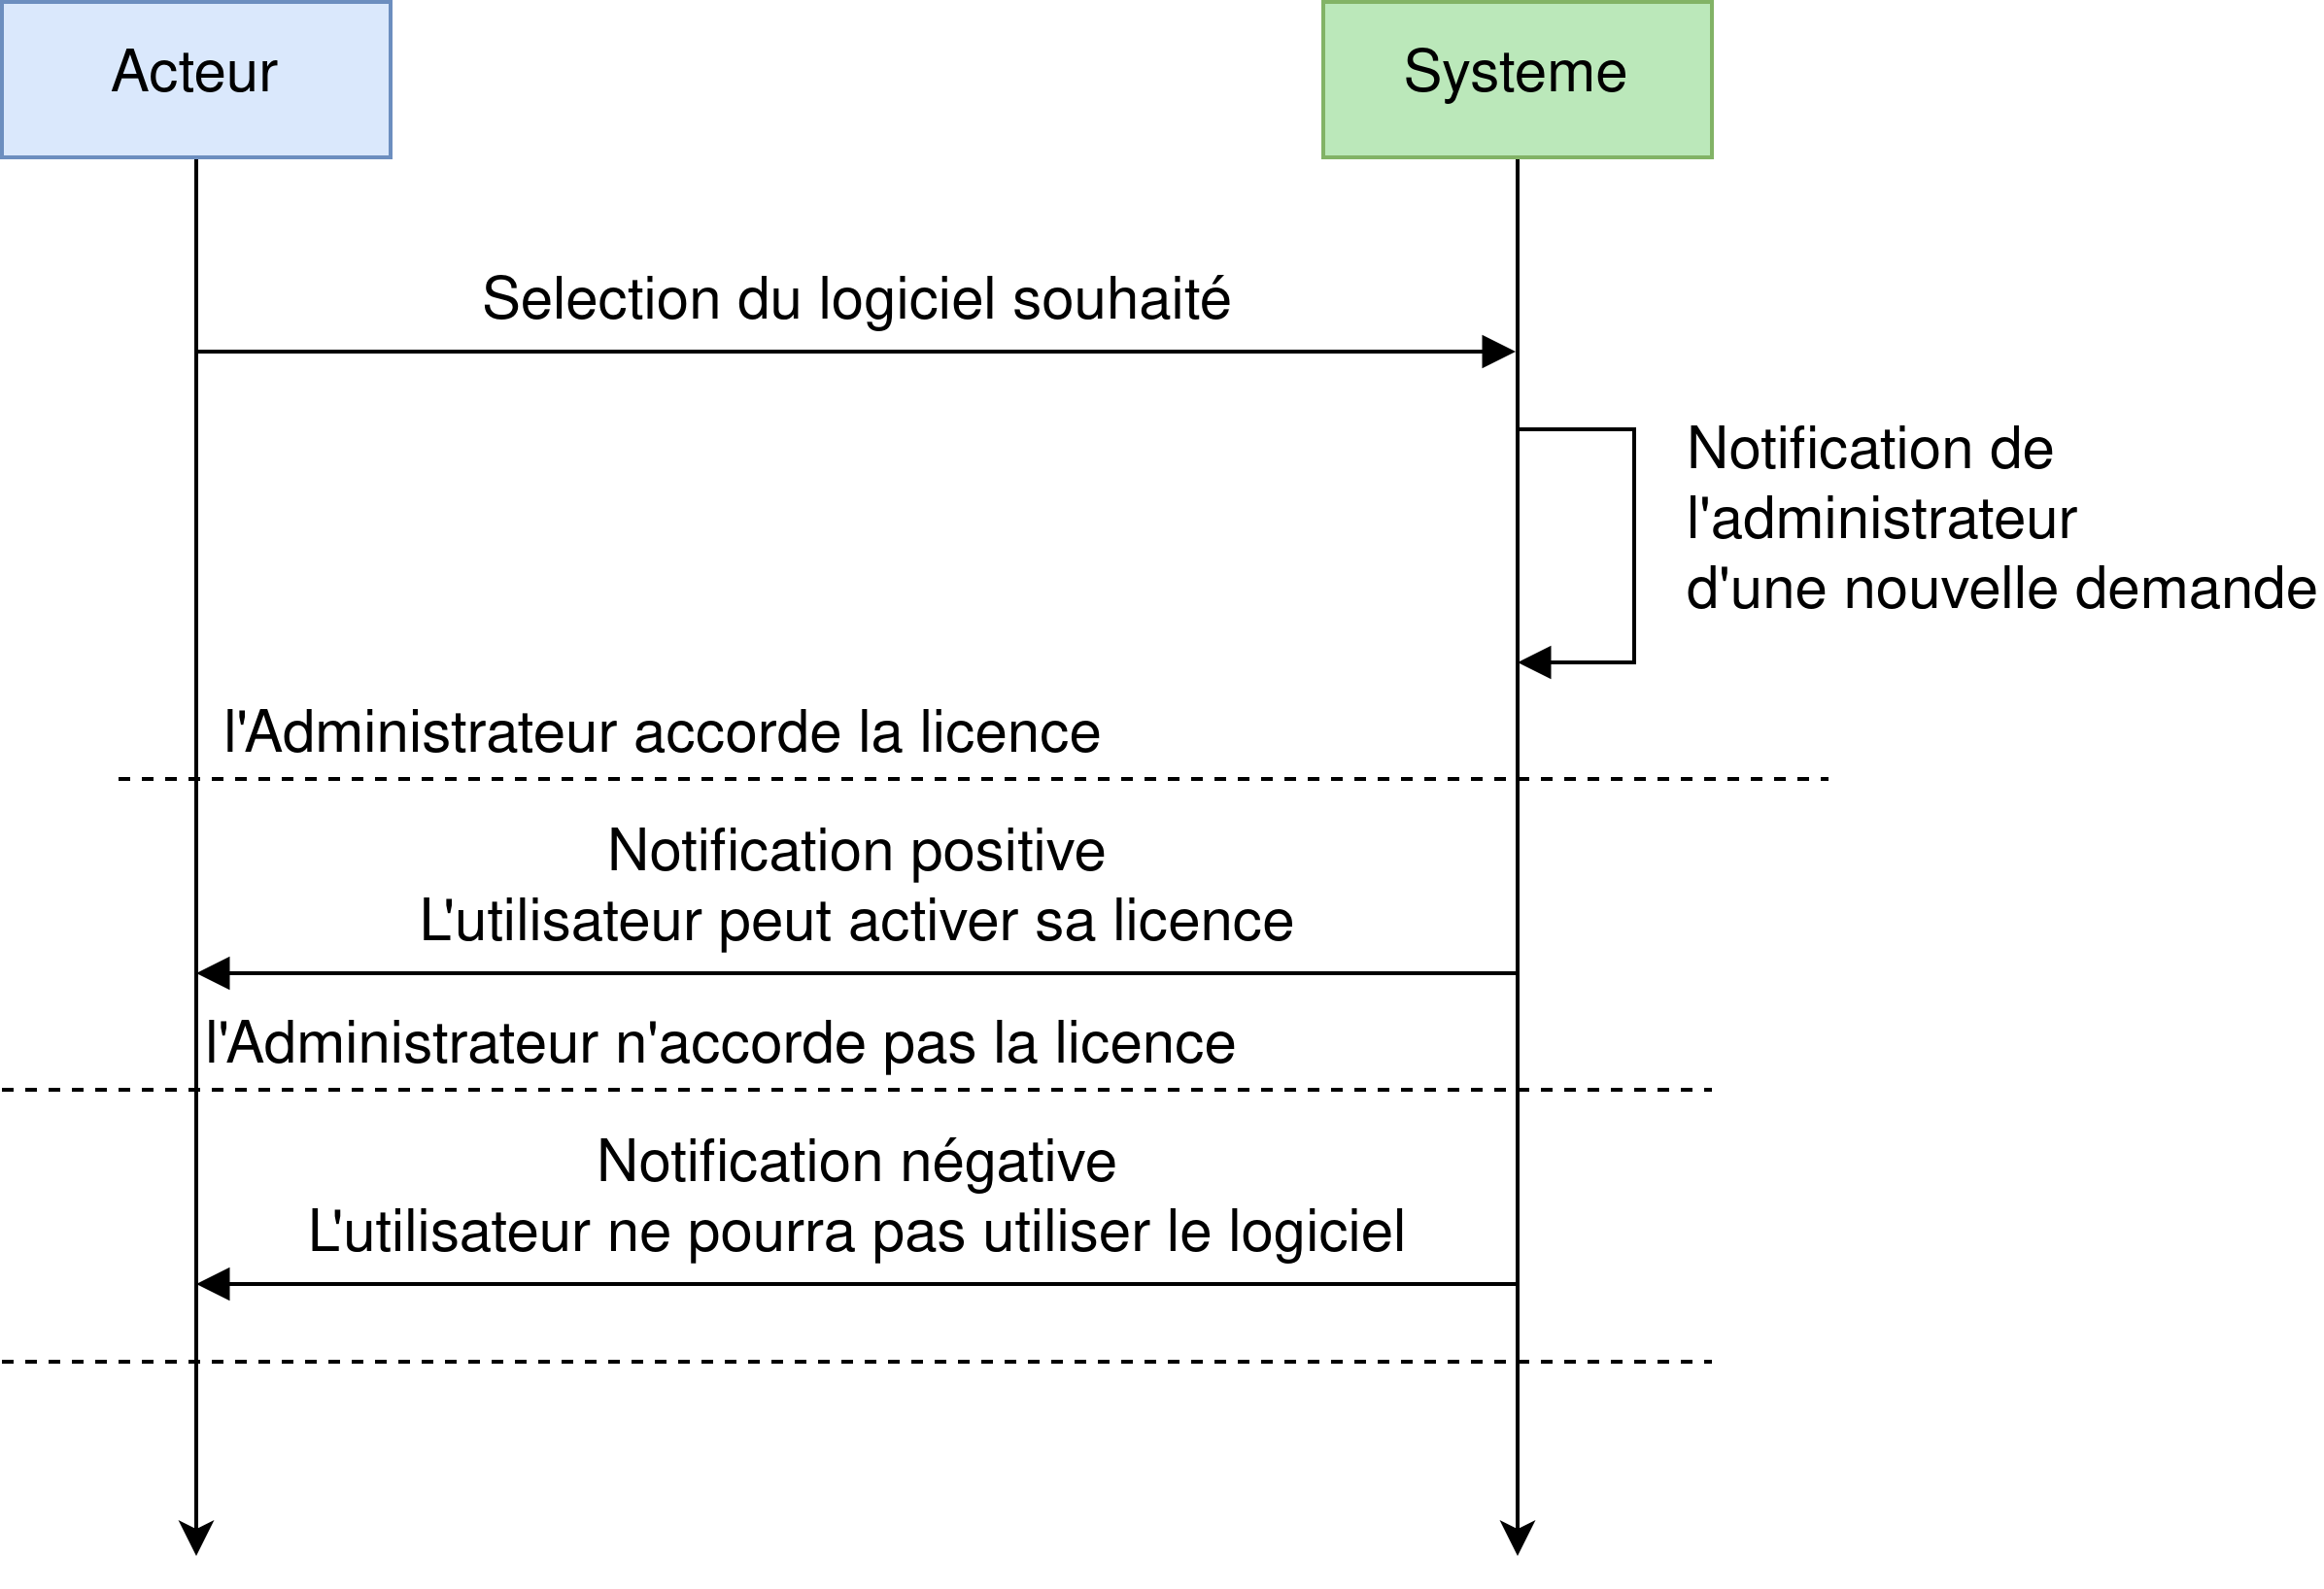 Acteur
Systeme
Selection du logiciel souhaité
Notification de
l'administrateur
d'une nouvelle demande
l'Administrateur accorde la licence
Notification positive
L'utilisateur peut activer sa licence
l'Administrateur n'accorde pas la licence
Notification négative
L'utilisateur ne pourra pas utiliser le logiciel